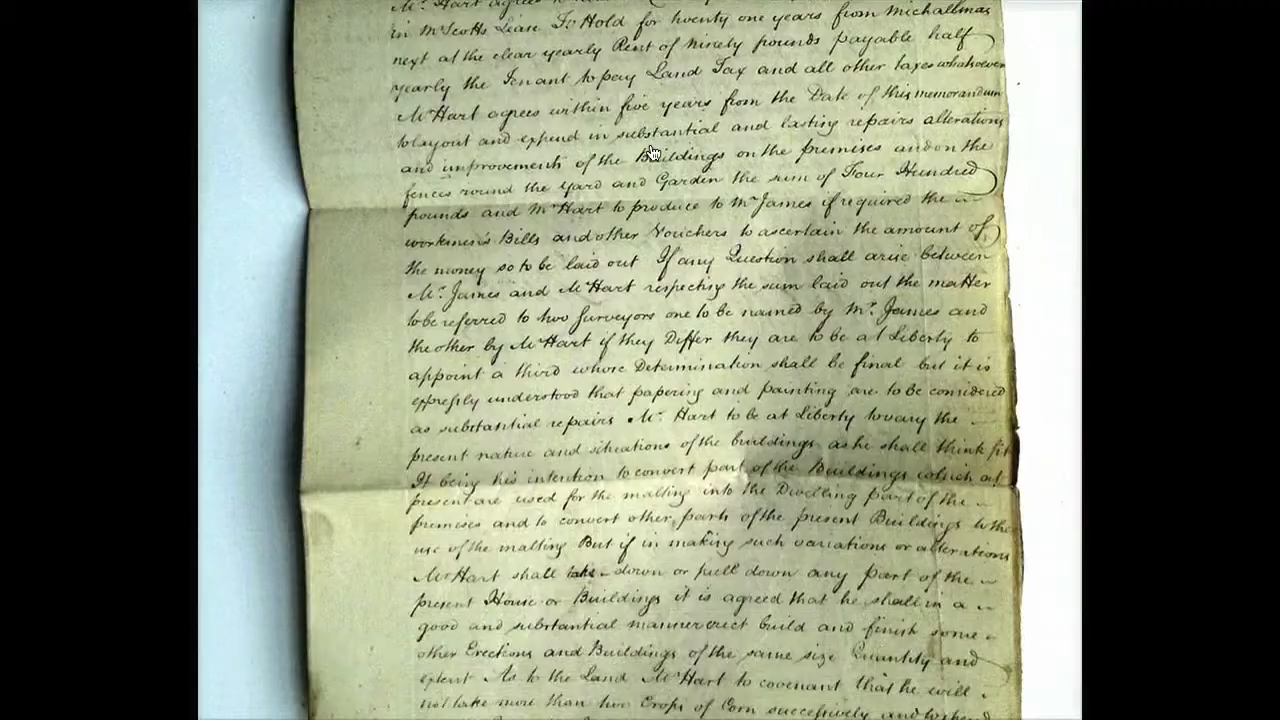 Mr. Hart agrees to
in Mr Scotts Lease To Hold for twenty one years from Michallmas
next at the clear yearly Rent of ninety pounds payable half
yearly the Tenant to pay Land Tax and all other taxes whatsoever
Mr Hart agrees within five years from the Date of this memorandum
to layout and expend in substantial and lasting repairs alterations
and improvements of the Buildings on the premises and on the
fences round the Yard and Garden the sum of Four Hundred
pounds and Mr Hart to produce to Mr James if required the
workmen's Bills and other Vouchers to ascertain the amount of
the money so to be laid out If any Question shall arise between
Mr. James and Mr Hart respecting the sum laid out the matter
to be referred to two Surveyors one to be named by Mr. James and
the other by Mr Hart if they Differ they are to be at Liberty to
appoint a third whose Determination shall be final but it is
expressly understood that papering and painting are to be considered
as substantial repairs Mr. Hart to be at Liberty to vary the
present nature and situations of the buildings as he shall think fit
It being his intention to convert part of the Buildings which at
present are used for the malting into the Dwelling part of the
premises and to convert other parts of the present Buildings to the
use of the malting But if in making such variations or alterations
Mr Hart shall take down or pull down any part of the
present House or Buildings it is agreed that he shall in a
good and substantial manner erect build and finish some
other Erections and Buildings of the same size Quantity and
extent As to the Land Mr Hart to covenant that he will
not take more than two Crops of Corn successively and to